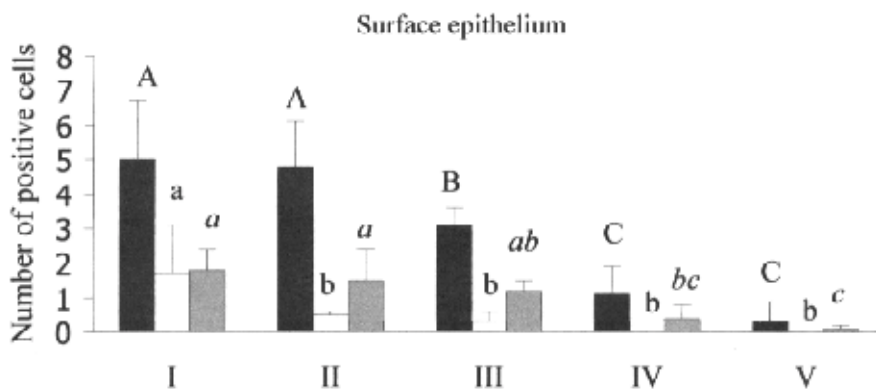 Surface epithelium
Number of positive cells
8
7
6
5
4
3
2
1
0
A
a
a
A
b
a
B
b
ab
C
b
bc
C
b
c
I II III IV V